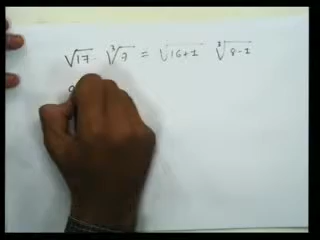 √17 · ∛7 = √16+1 ∛8-1